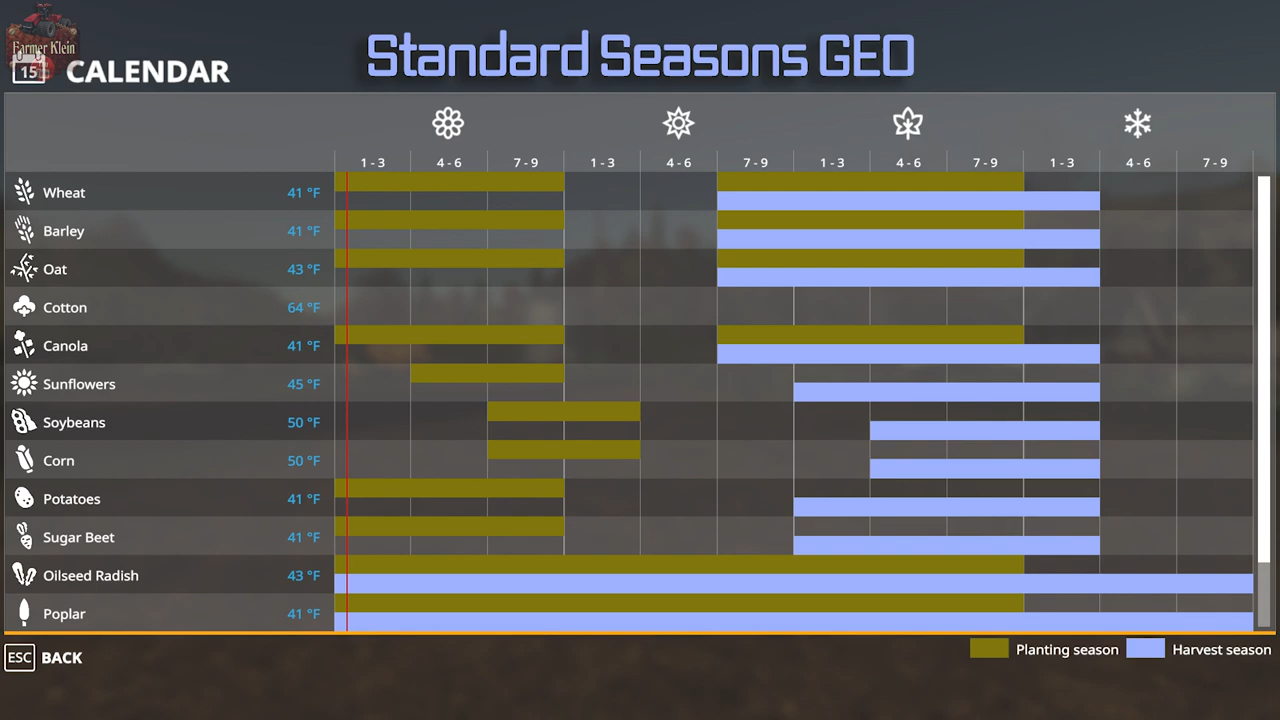 Farmer Klein
Standard Seasons GEO
15 CALENDAR
1 - 3 4 - 6 7 - 9 1 - 3 4 - 6 7 - 9 1 - 3 4 - 6 7 - 9 1 - 3 4 - 6 7 - 9
Wheat 41 °F
Barley 41 °F
Oat 43 °F
Cotton 64 °F
Canola 41 °F
Sunflowers 45 °F
Soybeans 50 °F
Corn 50 °F
Potatoes 41 °F
Sugar Beet 41 °F
Oilseed Radish 43 °F
Poplar 41 °F
ESC BACK
Planting season Harvest season